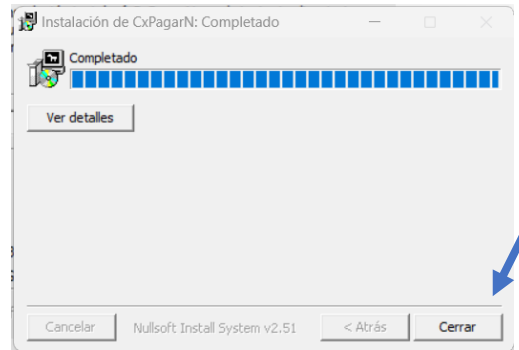 Instalación de CxPagarN: Completado
Completado
Ver detalles
Cancelar
Nullsoft Install System v2.51
< Atrás
Cerrar